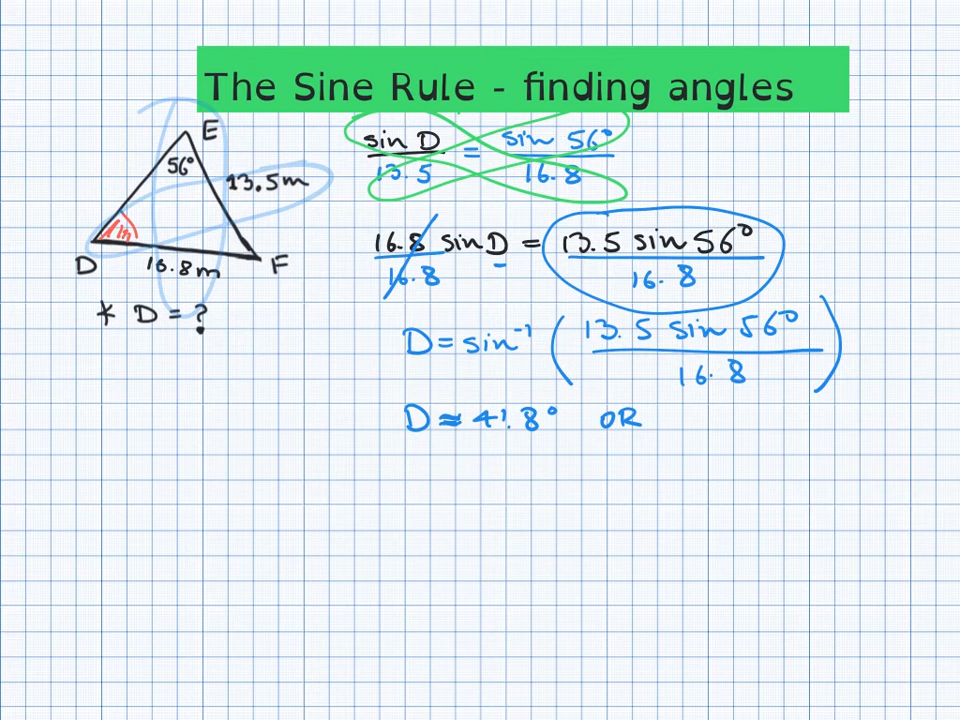 The Sine Rule - finding angles
E
56°
13.5m
D
16.8m
F
* D = ?
sin D / 13.5 = sin 56° / 16.8
16.8 sin D / 16.8 = 13.5 sin 56° / 16.8
D = sin⁻¹ ( 13.5 sin 56° / 16.8 )
D ≈ 41.8° OR